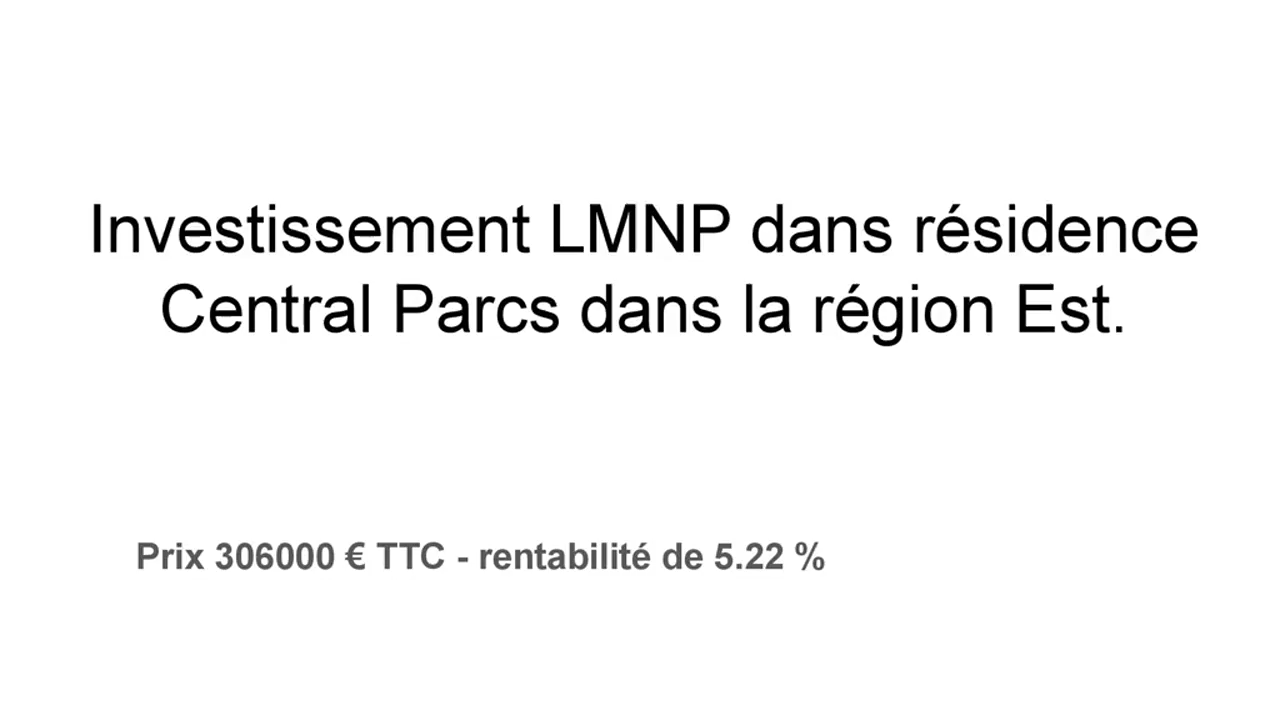 Investissement LMNP dans résidence
Central Parcs dans la région Est.
Prix 306000 € TTC - rentabilité de 5.22 %